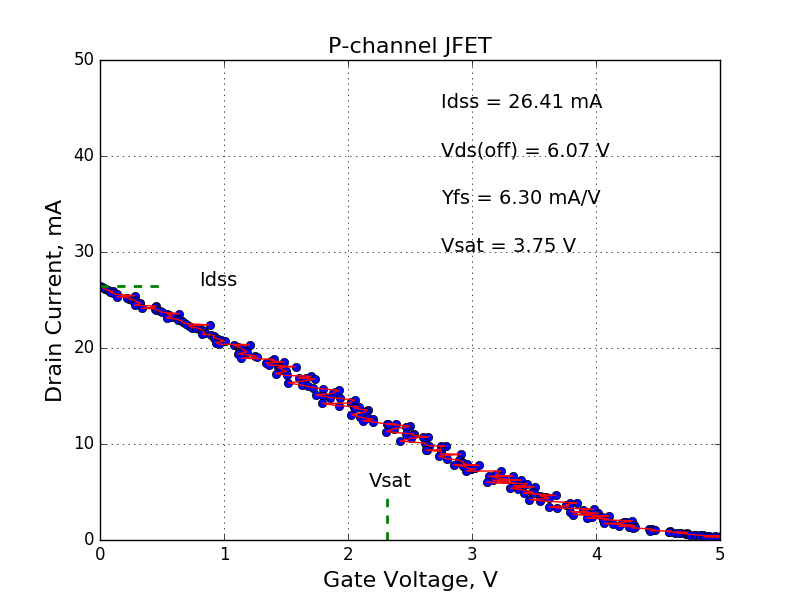 P-channel JFET
50
40
30
20
10
0
Idss = 26.41 mA
Vds(off) = 6.07 V
Yfs = 6.30 mA/V
Vsat = 3.75 V
Idss
Vsat
Drain Current, mA
0 1 2 3 4 5
Gate Voltage, V